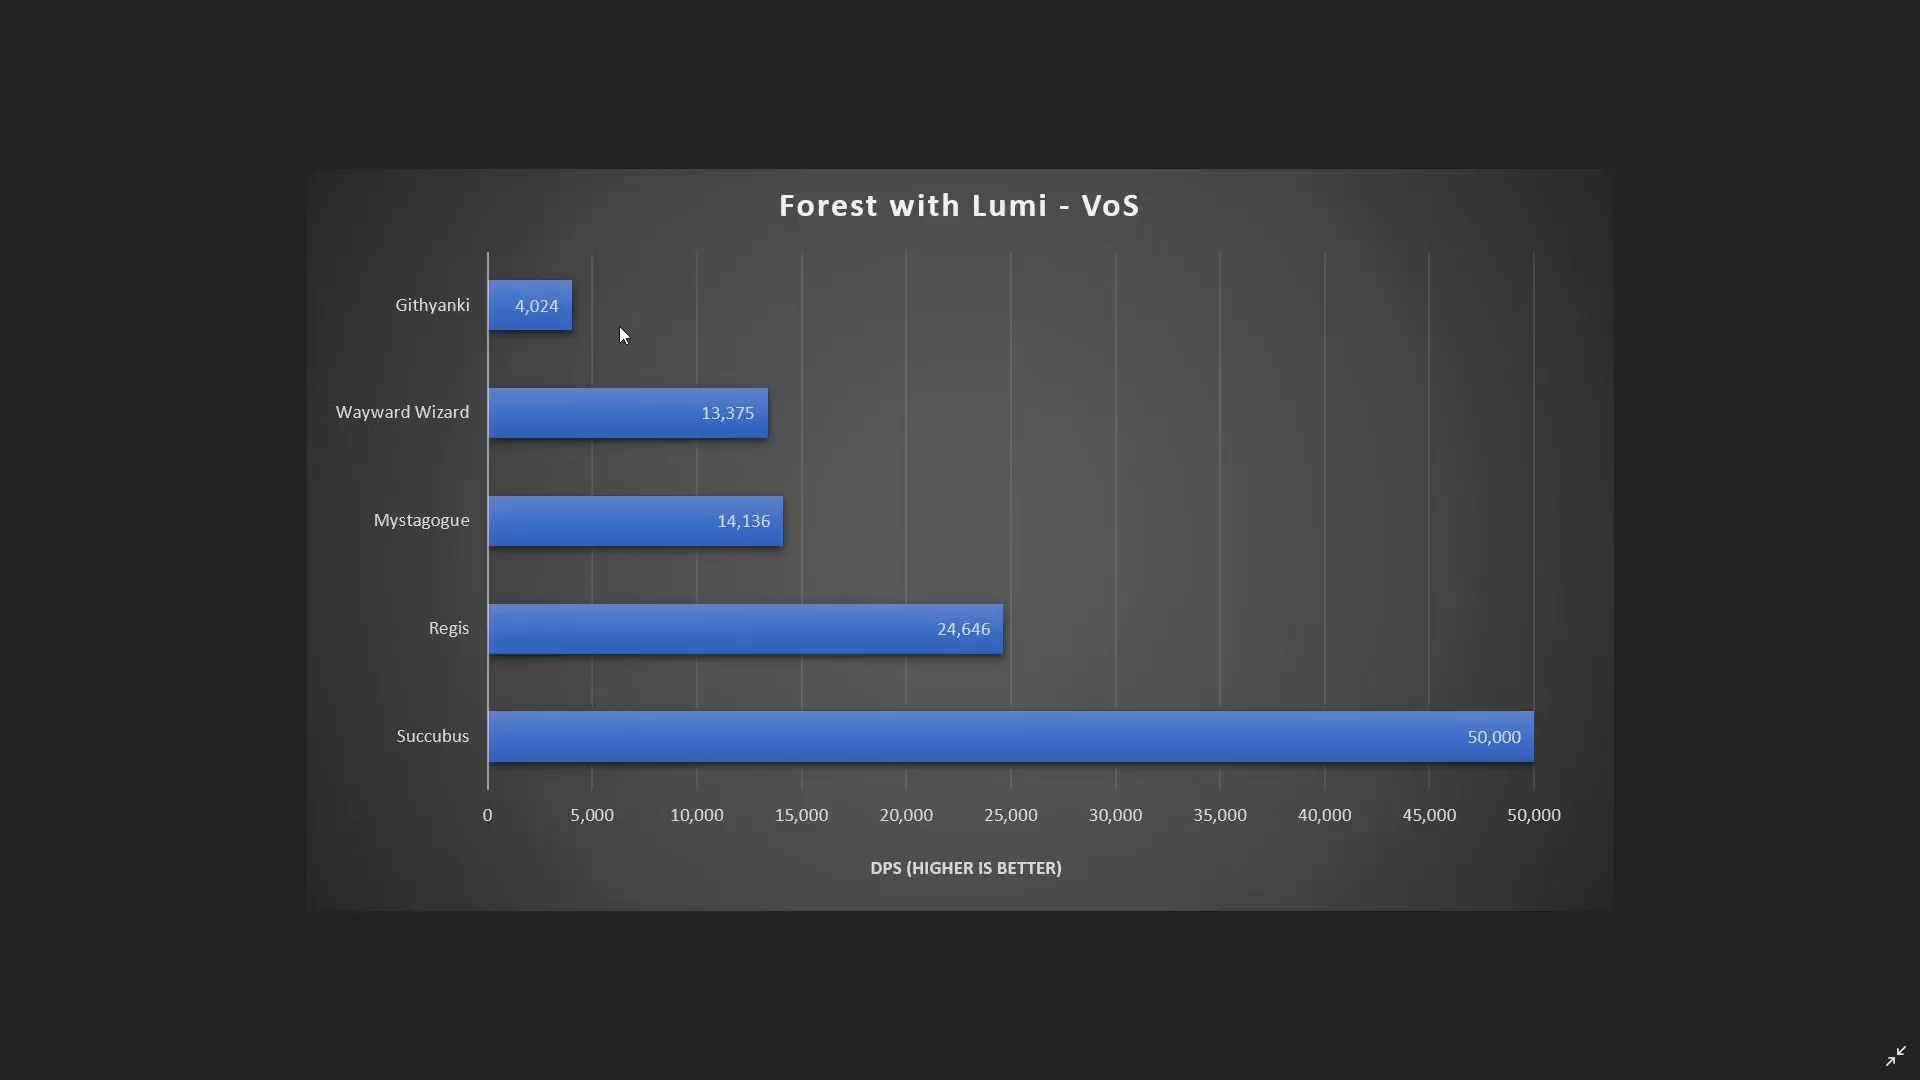 Forest with Lumi - VoS
Githyanki
4,024
Wayward Wizard
13,375
Mystagogue
14,136
Regis
24,646
Succubus
50,000
0 5,000 10,000 15,000 20,000 25,000 30,000 35,000 40,000 45,000 50,000
DPS (HIGHER IS BETTER)